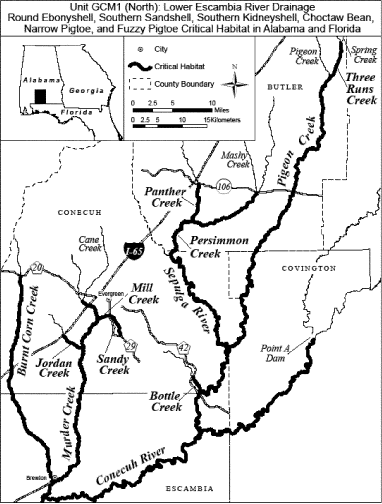 Unit GCM1 (North): Lower Escambia River Drainage
Round Ebonyshell, Southern Sandshell, Southern Kidneyshell, Choctaw Bean,
Narrow Pigtoe, and Fuzzy Pigtoe Critical Habitat in Alabama and Florida
Alabama
Georgia
Florida
City
Critical Habitat
County Boundary
N
W
E
S
0
2.5
5
10
Miles
0
2.5
5
10
15
Kilometers
Pigeon
Creek
Spring
Creek
Three
Runs
Creek
BUTLER
Pigeon Creek
Mashy
Creek
Panther
Creek
106
CONECUH
Persimmon
Creek
Cane
Creek
I-65
COVINGTON
20
Sepulga
River
Mill
Creek
Evergreen
Burnt Corn Creek
Jordan
Creek
Sandy
Creek
29
42
Point A
Dam
Murder Creek
Bottle
Creek
Conecuh River
Brewton
ESCAMBIA